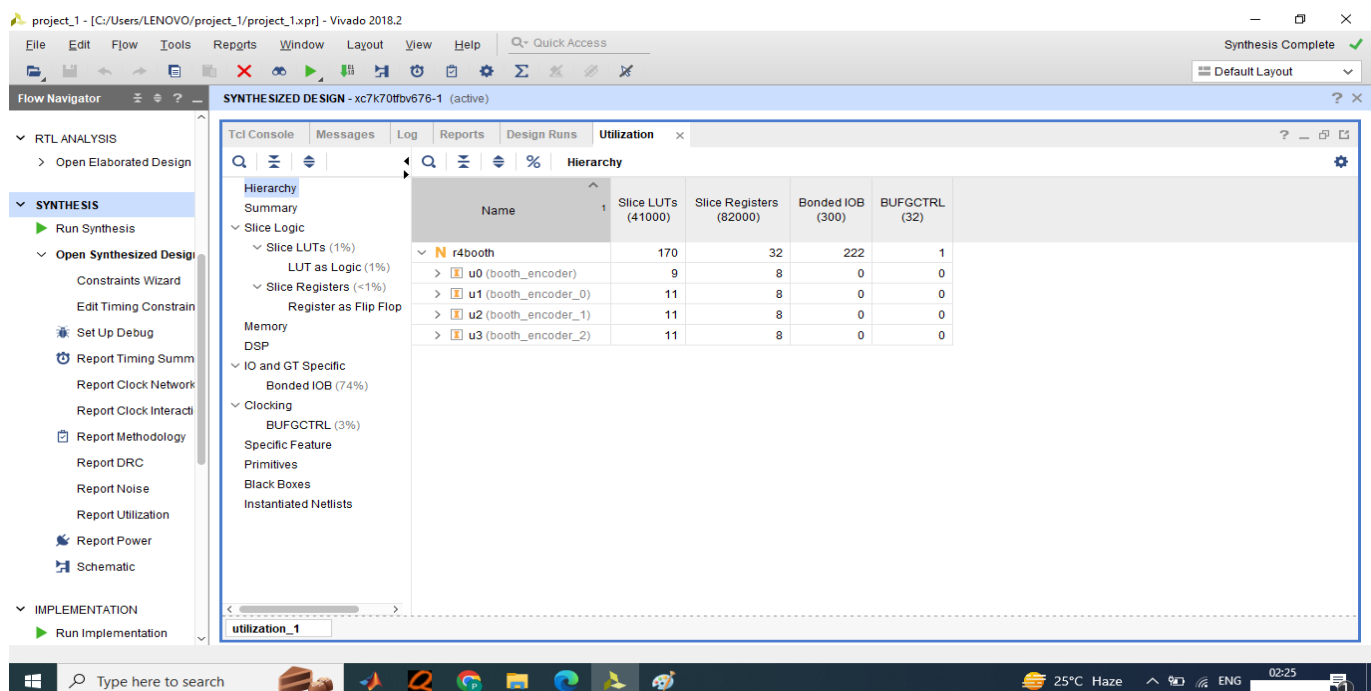 project_1 - [C:/Users/LENOVO/project_1/project_1.xpr] - Vivado 2018.2
File Edit Flow Tools Reports Window Layout View Help Quick Access
Synthesis Complete
Default Layout
Flow Navigator
SYNTHESIZED DESIGN - xc7k70tfbv676-1 (active)
RTL ANALYSIS
Open Elaborated Design
SYNTHESIS
Run Synthesis
Open Synthesized Desig
Constraints Wizard
Edit Timing Constrain
Set Up Debug
Report Timing Summ
Report Clock Network
Report Clock Interacti
Report Methodology
Report DRC
Report Noise
Report Utilization
Report Power
Schematic
IMPLEMENTATION
Run Implementation
Tcl Console Messages Log Reports Design Runs Utilization
Hierarchy
Summary
Slice Logic
Slice LUTs (1%)
LUT as Logic (1%)
Slice Registers (<1%)
Register as Flip Flop
Memory
DSP
IO and GT Specific
Bonded IOB (74%)
Clocking
BUFGCTRL (3%)
Specific Feature
Primitives
Black Boxes
Instantiated Netlists
% Hierarchy
Name 1 Slice LUTs (41000) Slice Registers (82000) Bonded IOB (300) BUFGCTRL (32)
N r4booth 170 32 222 1
u0 (booth_encoder) 9 8 0 0
u1 (booth_encoder_0) 11 8 0 0
u2 (booth_encoder_1) 11 8 0 0
u3 (booth_encoder_2) 11 8 0 0
utilization_1
Type here to search
25°C Haze ENG 02:25